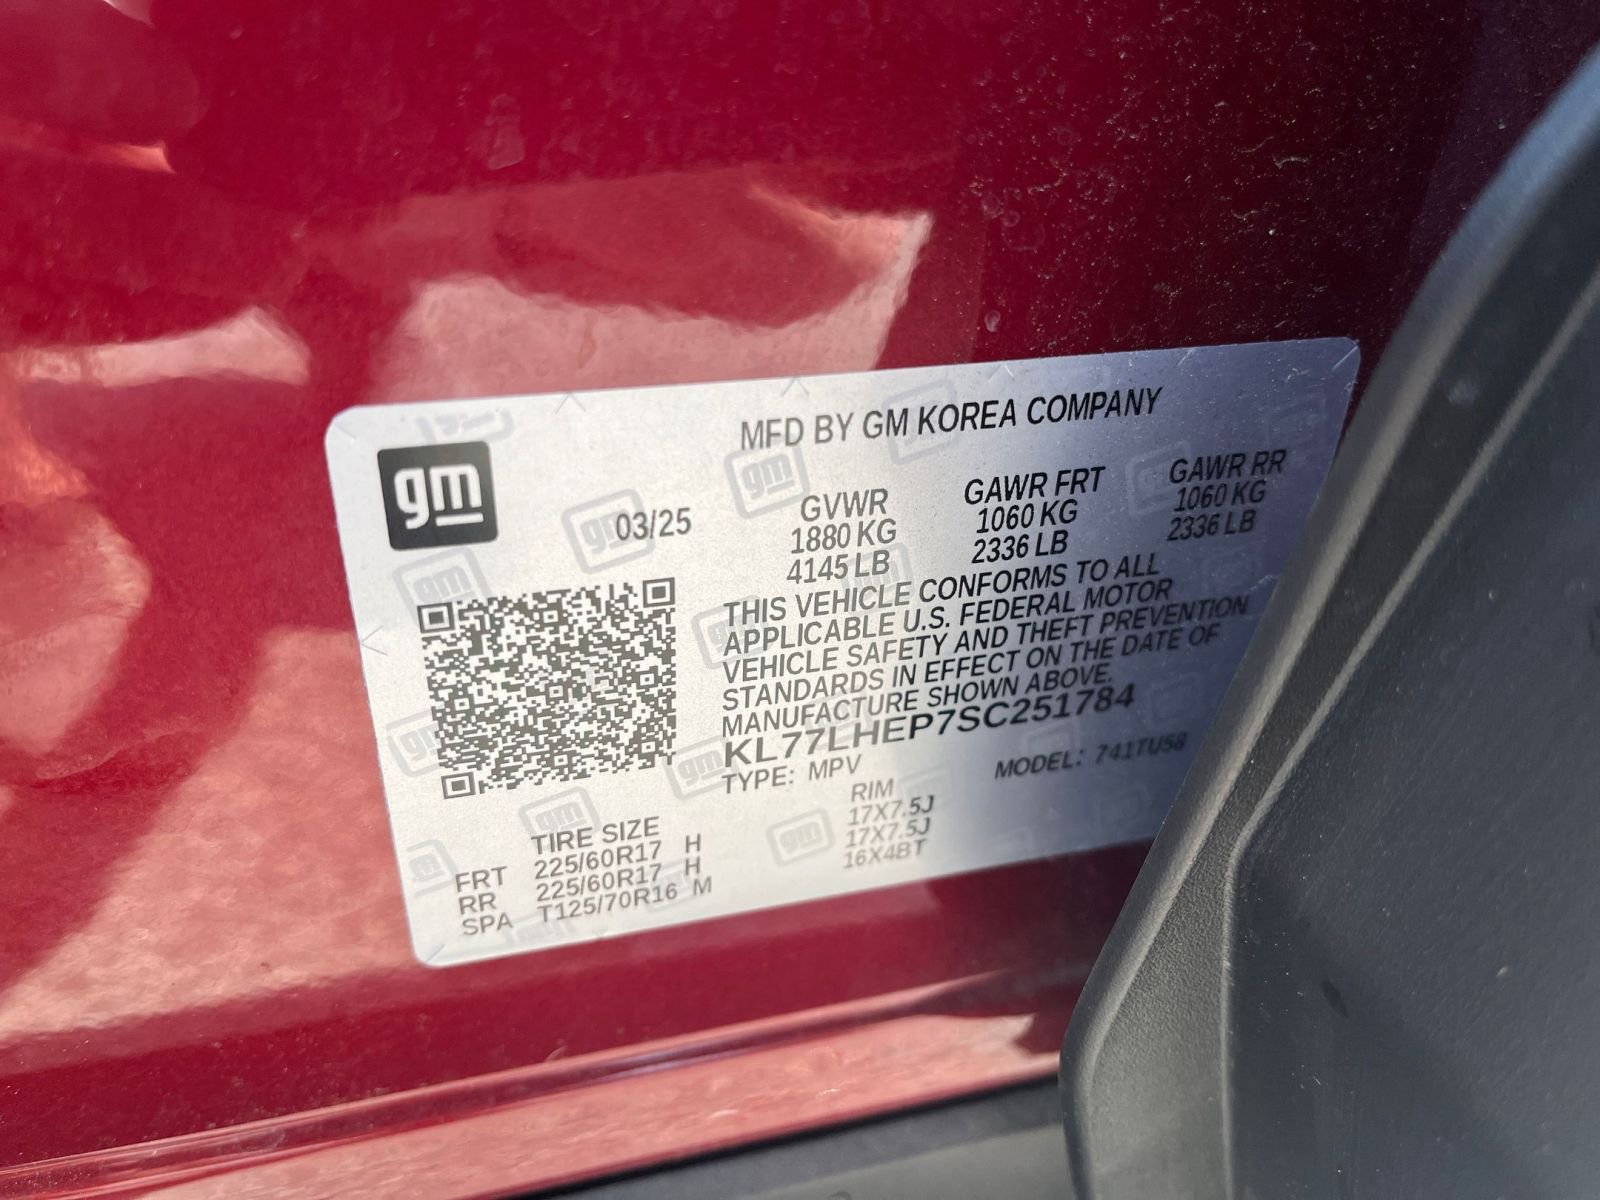 gm
MFD BY GM KOREA COMPANY
03/25
GVWR GAWR FRT GAWR RR
1880 KG 1060 KG 1060 KG
4145 LB 2336 LB 2336 LB
THIS VEHICLE CONFORMS TO ALL
APPLICABLE U.S. FEDERAL MOTOR
VEHICLE SAFETY AND THEFT PREVENTION
STANDARDS IN EFFECT ON THE DATE OF
MANUFACTURE SHOWN ABOVE.
KL77LHEP7SC251784
TYPE: MPV MODEL: 741TU58
TIRE SIZE RIM
FRT 225/60R17 H 17X7.5J
RR 225/60R17 H 17X7.5J
SPA T125/70R16 M 16X4BT